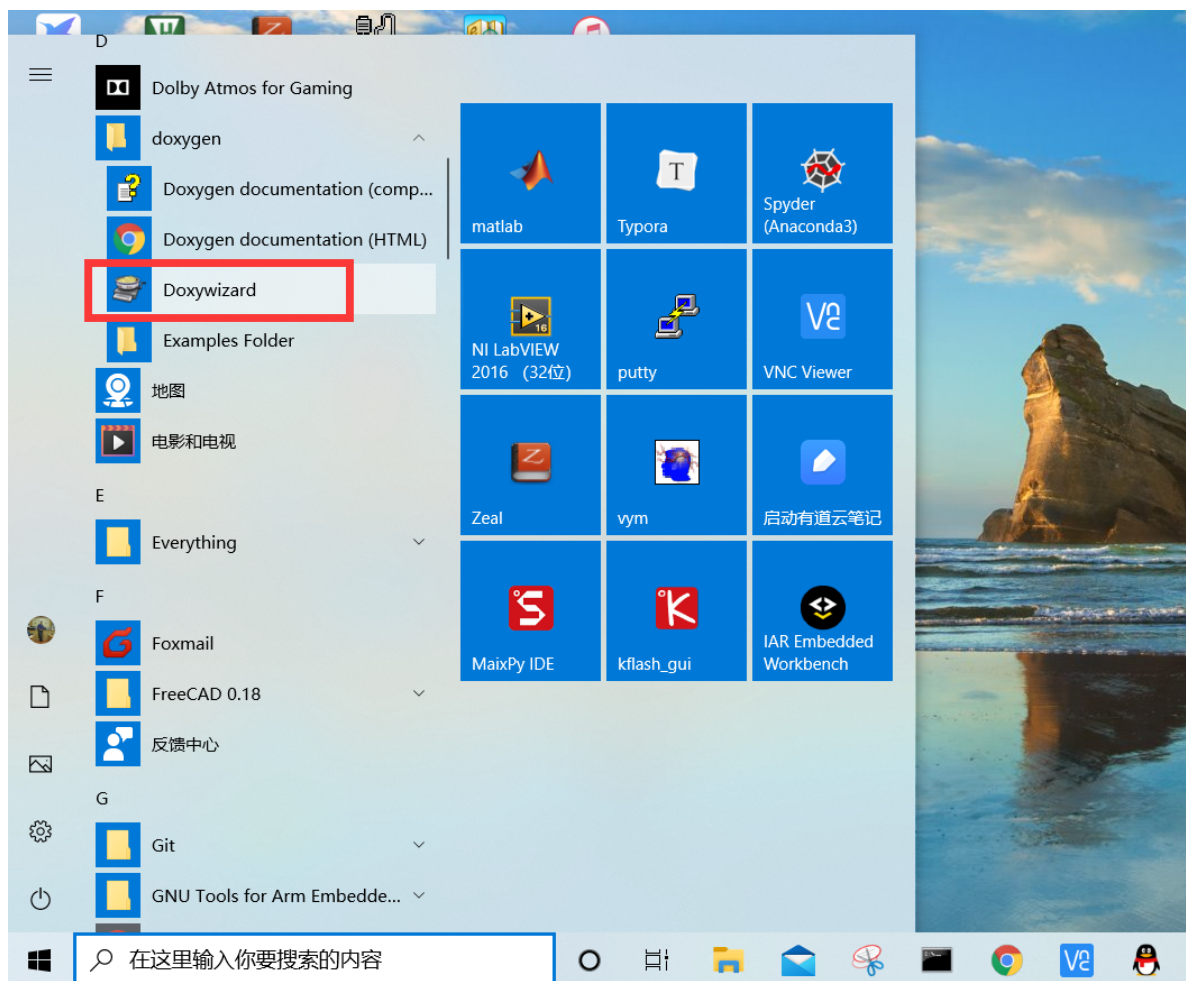 D
Dolby Atmos for Gaming
doxygen
Doxygen documentation (comp...
Doxygen documentation (HTML)
Doxywizard
Examples Folder
地图
电影和电视
E
Everything
F
Foxmail
FreeCAD 0.18
反馈中心
G
Git
GNU Tools for Arm Embedde...
matlab
Typora
Spyder
(Anaconda3)
NI LabVIEW
2016 (32位)
putty
VNC Viewer
Zeal
vym
启动有道云笔记
MaixPy IDE
kflash_gui
IAR Embedded
Workbench
在这里输入你要搜索的内容